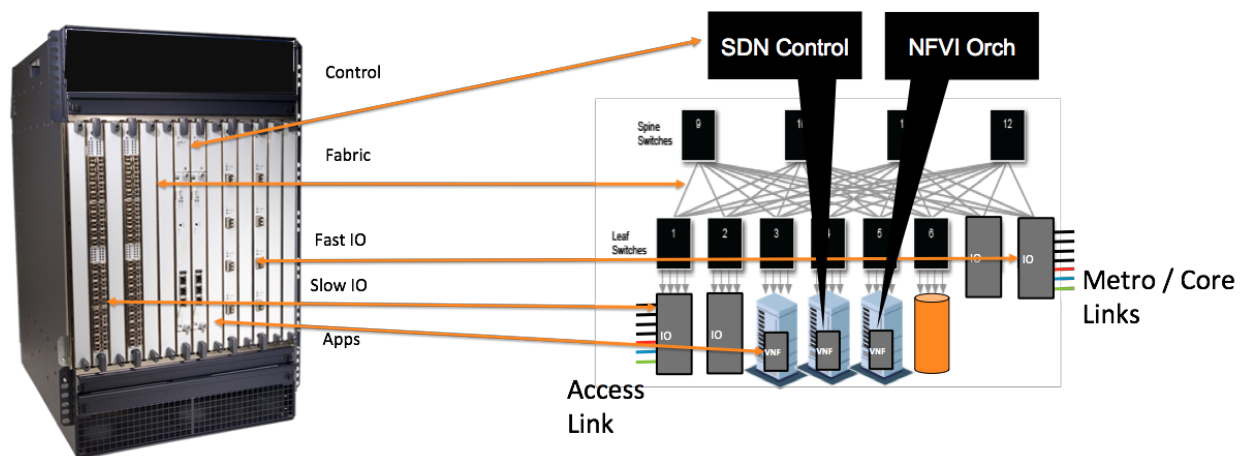 SDN Control
NFVI Orch
Control
Spine
Switches
9
12
Fabric
Fast IO
Leaf
Switches
1
2
3
4
5
6
IO
IO
Slow IO
Metro / Core
Links
Apps
IO
IO
VNF
VNF
VNF
Access
Link